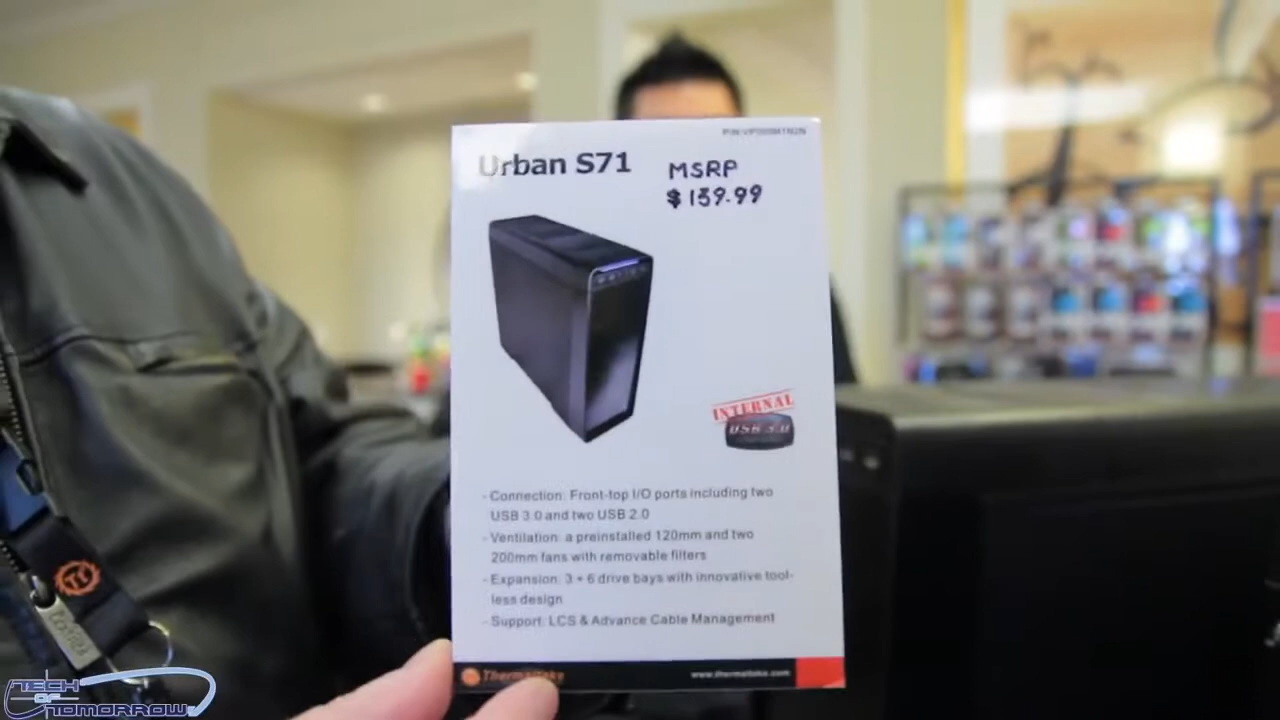 Urban S71
MSRP
$139.99
INTERNAL
USB 3.0
- Connection: Front-top I/O ports including two
USB 3.0 and two USB 2.0
- Ventilation: a preinstalled 120mm and two
200mm fans with removable filters
- Expansion: 3 + 6 drive bays with innovative tool-
less design
- Support: LCS & Advance Cable Management
Thermaltake
www.thermaltake.com
TECH
OF
TOMORROW